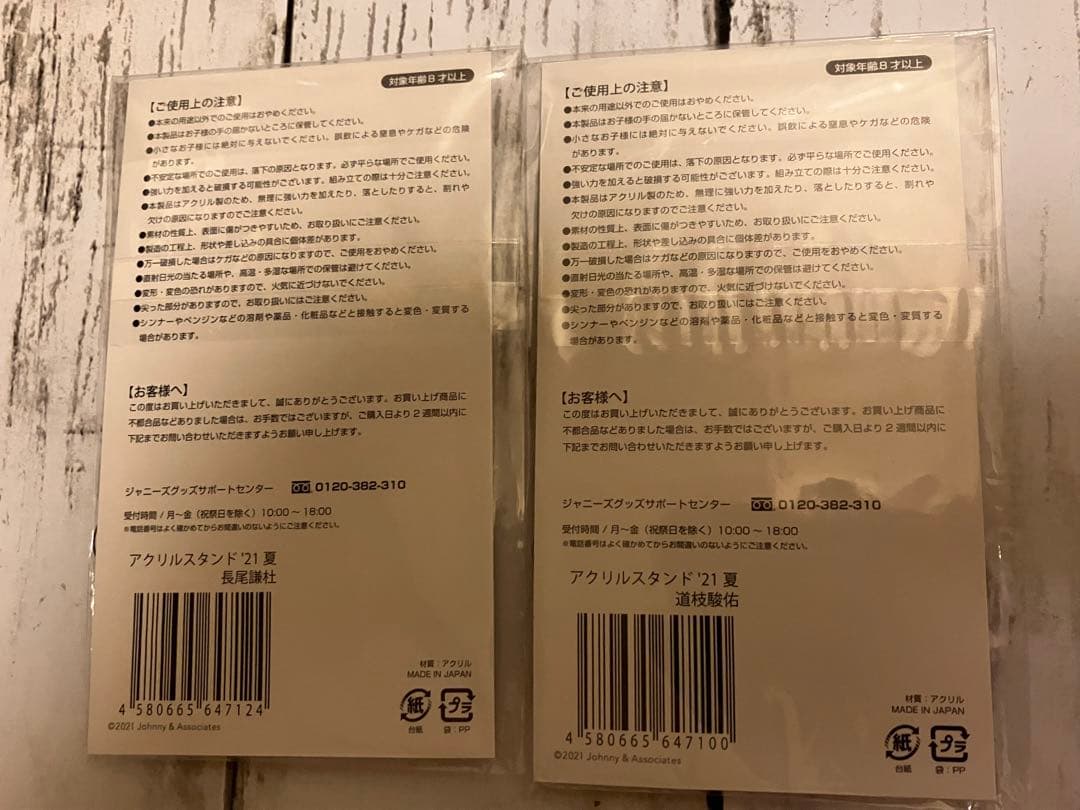 対象年齢8才以上
【ご使用上の注意】
●本来の用途以外でのご使用はおやめください。
●本製品はお子様の手の届かないところに保管してください。
●小さなお子様には絶対に与えないでください。誤飲による窒息やケガなどの危険
があります。
●不安定な場所でのご使用は、落下の原因となります。必ず平らな場所でご使用ください。
●強い力を加えると破損する可能性がございます。組み立ての際は十分ご注意ください。
●本製品はアクリル製のため、無理に強い力を加えたり、落としたりすると、割れや
欠けの原因になりますのでご注意ください。
●素材の性質上、表面に傷がつきやすいため、お取り扱いにご注意ください。
●製造の工程上、形状や差し込みの具合に個体差があります。
●万一破損した場合はケガなどの原因になりますので、ご使用をおやめください。
●直射日光の当たる場所や、高温・多湿な場所での保管は避けてください。
●変形・変色の恐れがありますので、火気に近づけないでください。
●尖った部分がありますので、お取り扱いにはご注意ください。
●シンナーやベンジンなどの溶剤や薬品・化粧品などと接触すると変色・変質する
場合があります。
【お客様へ】
この度はお買い上げいただきまして、誠にありがとうございます。お買い上げ商品に
不都合品などありました場合は、お手数ではございますが、ご購入日より2週間以内に
下記までお問い合わせいただきますようお願い申し上げます。
ジャニーズグッズサポートセンター 0120-382-310
受付時間/月〜金(祝祭日を除く)10:00〜18:00
※電話番号はよく確かめてからお間違いのないようにご注意ください。
アクリルスタンド '21 夏
長尾謙杜
4 580665 647124
©2021 Johnny & Associates
材質:アクリル
MADE IN JAPAN
紙 プラ
台紙 袋:PP
対象年齢8才以上
【ご使用上の注意】
●本来の用途以外でのご使用はおやめください。
●本製品はお子様の手の届かないところに保管してください。
●小さなお子様には絶対に与えないでください。誤飲による窒息やケガなどの危険
があります。
●不安定な場所でのご使用は、落下の原因となります。必ず平らな場所でご使用ください。
●強い力を加えると破損する可能性がございます。組み立ての際は十分ご注意ください。
●本製品はアクリル製のため、無理に強い力を加えたり、落としたりすると、割れや
欠けの原因になりますのでご注意ください。
●素材の性質上、表面に傷がつきやすいため、お取り扱いにご注意ください。
●製造の工程上、形状や差し込みの具合に個体差があります。
●万一破損した場合はケガなどの原因になりますので、ご使用をおやめください。
●直射日光の当たる場所や、高温・多湿な場所での保管は避けてください。
●変形・変色の恐れがありますので、火気に近づけないでください。
●尖った部分がありますので、お取り扱いにはご注意ください。
●シンナーやベンジンなどの溶剤や薬品・化粧品などと接触すると変色・変質する
場合があります。
【お客様へ】
この度はお買い上げいただきまして、誠にありがとうございます。お買い上げ商品に
不都合品などありました場合は、お手数ではございますが、ご購入日より2週間以内に
下記までお問い合わせいただきますようお願い申し上げます。
ジャニーズグッズサポートセンター 0120-382-310
受付時間/月〜金(祝祭日を除く)10:00〜18:00
※電話番号はよく確かめてからお間違いのないようにご注意ください。
アクリルスタンド '21 夏
道枝駿佑
4 580665 647100
©2021 Johnny & Associates
材質:アクリル
MADE IN JAPAN
紙 プラ
台紙 袋:PP